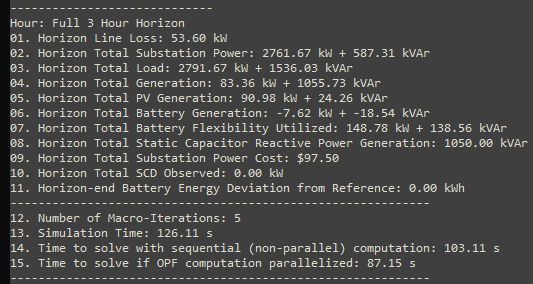 -----------------------------
Hour: Full 3 Hour Horizon
01. Horizon Line Loss: 53.60 kW
02. Horizon Total Substation Power: 2761.67 kW + 587.31 kVAr
03. Horizon Total Load: 2791.67 kW + 1536.03 kVAr
04. Horizon Total Generation: 83.36 kW + 1055.73 kVAr
05. Horizon Total PV Generation: 90.98 kW + 24.26 kVAr
06. Horizon Total Battery Generation: -7.62 kW + -18.54 kVAr
07. Horizon Total Battery Flexibility Utilized: 148.78 kW + 138.56 kVAr
08. Horizon Total Static Capacitor Reactive Power Generation: 1050.00 kVAr
09. Horizon Total Substation Power Cost: $97.50
10. Horizon Total SCD Observed: 0.00 kW
11. Horizon-end Battery Energy Deviation from Reference: 0.00 kWh
------------------------------------------------------------
12. Number of Macro-Iterations: 5
13. Simulation Time: 126.11 s
14. Time to solve with sequential (non-parallel) computation: 103.11 s
15. Time to solve if OPF computation parallelized: 87.15 s
------------------------------------------------------------